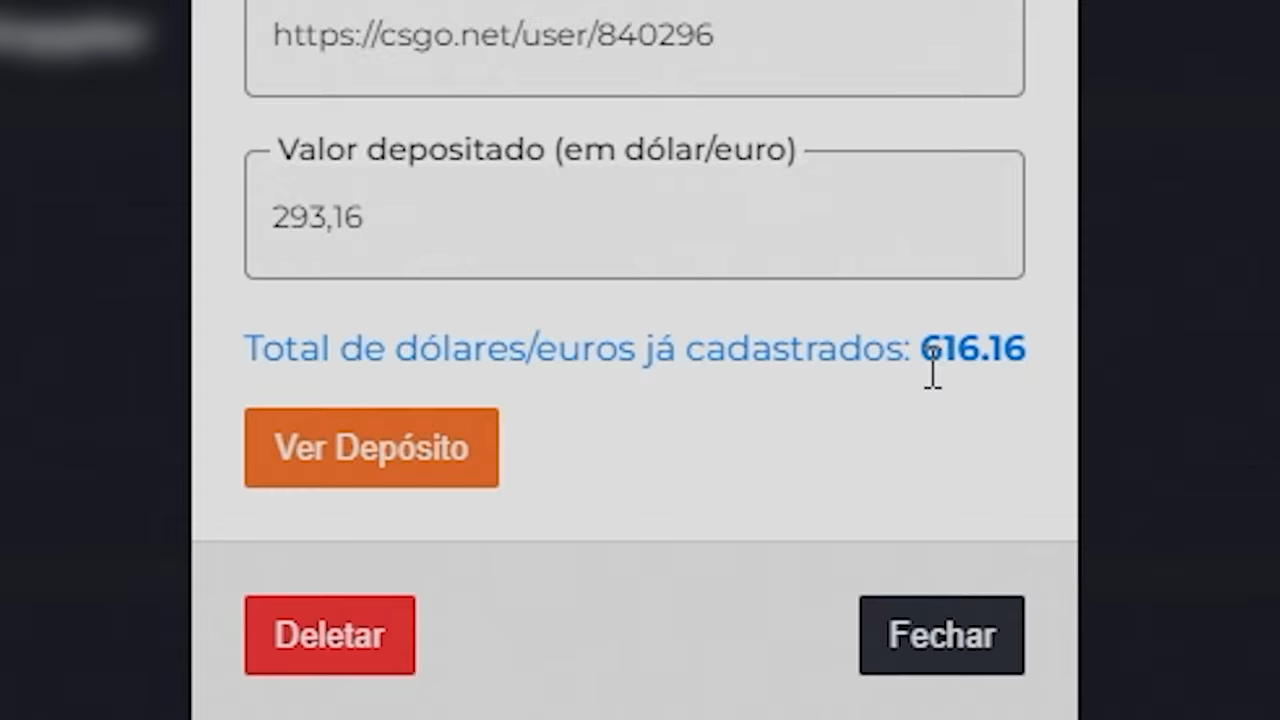 https://csgo.net/user/840296
Valor depositado (em dólar/euro)
293,16
Total de dólares/euros já cadastrados: 616.16
Ver Depósito
Deletar
Fechar